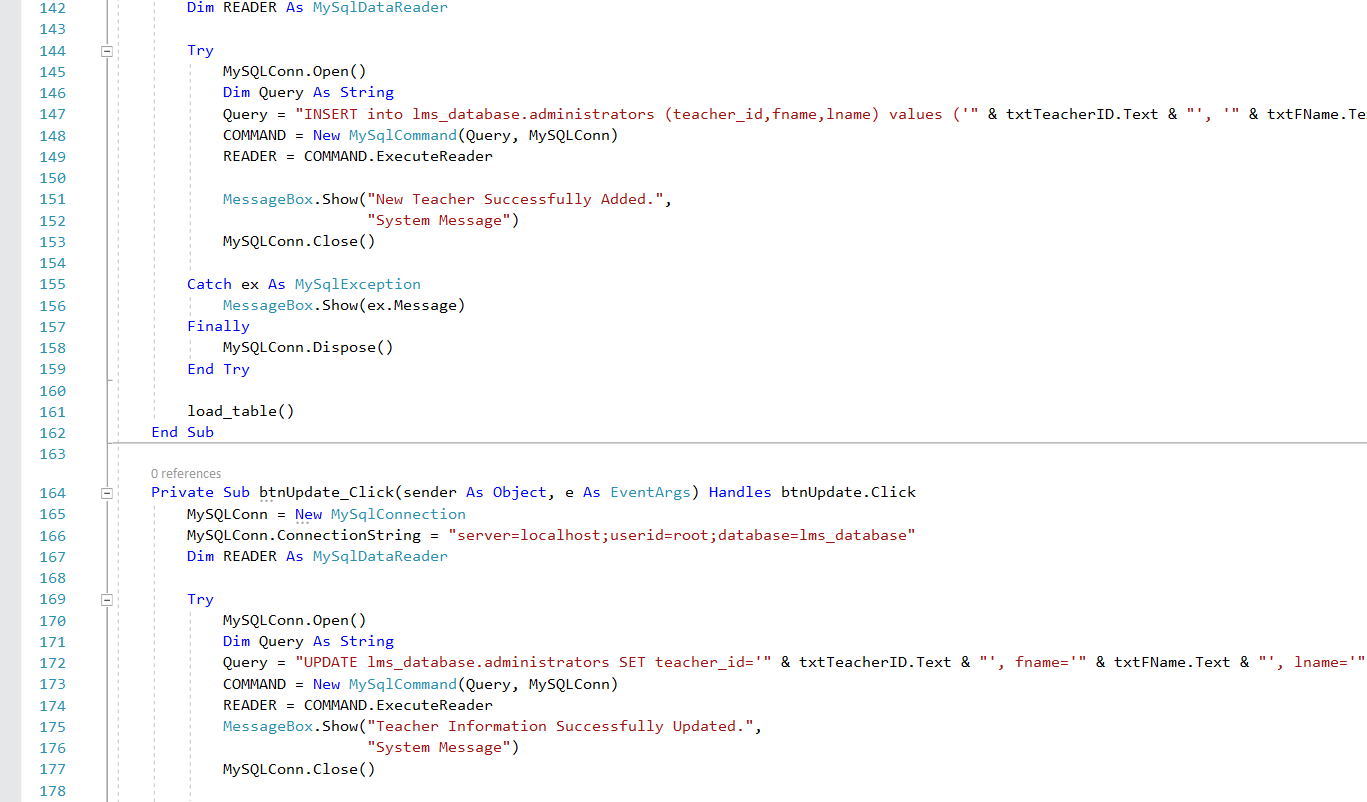 142 Dim READER As MySqlDataReader
143
144 Try
145 MySQLConn.Open()
146 Dim Query As String
147 Query = "INSERT into lms_database.administrators (teacher_id,fname,lname) values ('" & txtTeacherID.Text & "', '" & txtFName.Te
148 COMMAND = New MySqlCommand(Query, MySQLConn)
149 READER = COMMAND.ExecuteReader
150
151 MessageBox.Show("New Teacher Successfully Added.",
152 "System Message")
153 MySQLConn.Close()
154
155 Catch ex As MySqlException
156 MessageBox.Show(ex.Message)
157 Finally
158 MySQLConn.Dispose()
159 End Try
160
161 load_table()
162 End Sub
163
0 references
164 Private Sub btnUpdate_Click(sender As Object, e As EventArgs) Handles btnUpdate.Click
165 MySQLConn = New MySqlConnection
166 MySQLConn.ConnectionString = "server=localhost;userid=root;database=lms_database"
167 Dim READER As MySqlDataReader
168
169 Try
170 MySQLConn.Open()
171 Dim Query As String
172 Query = "UPDATE lms_database.administrators SET teacher_id='" & txtTeacherID.Text & "', fname='" & txtFName.Text & "', lname='"
173 COMMAND = New MySqlCommand(Query, MySQLConn)
174 READER = COMMAND.ExecuteReader
175 MessageBox.Show("Teacher Information Successfully Updated.",
176 "System Message")
177 MySQLConn.Close()
178